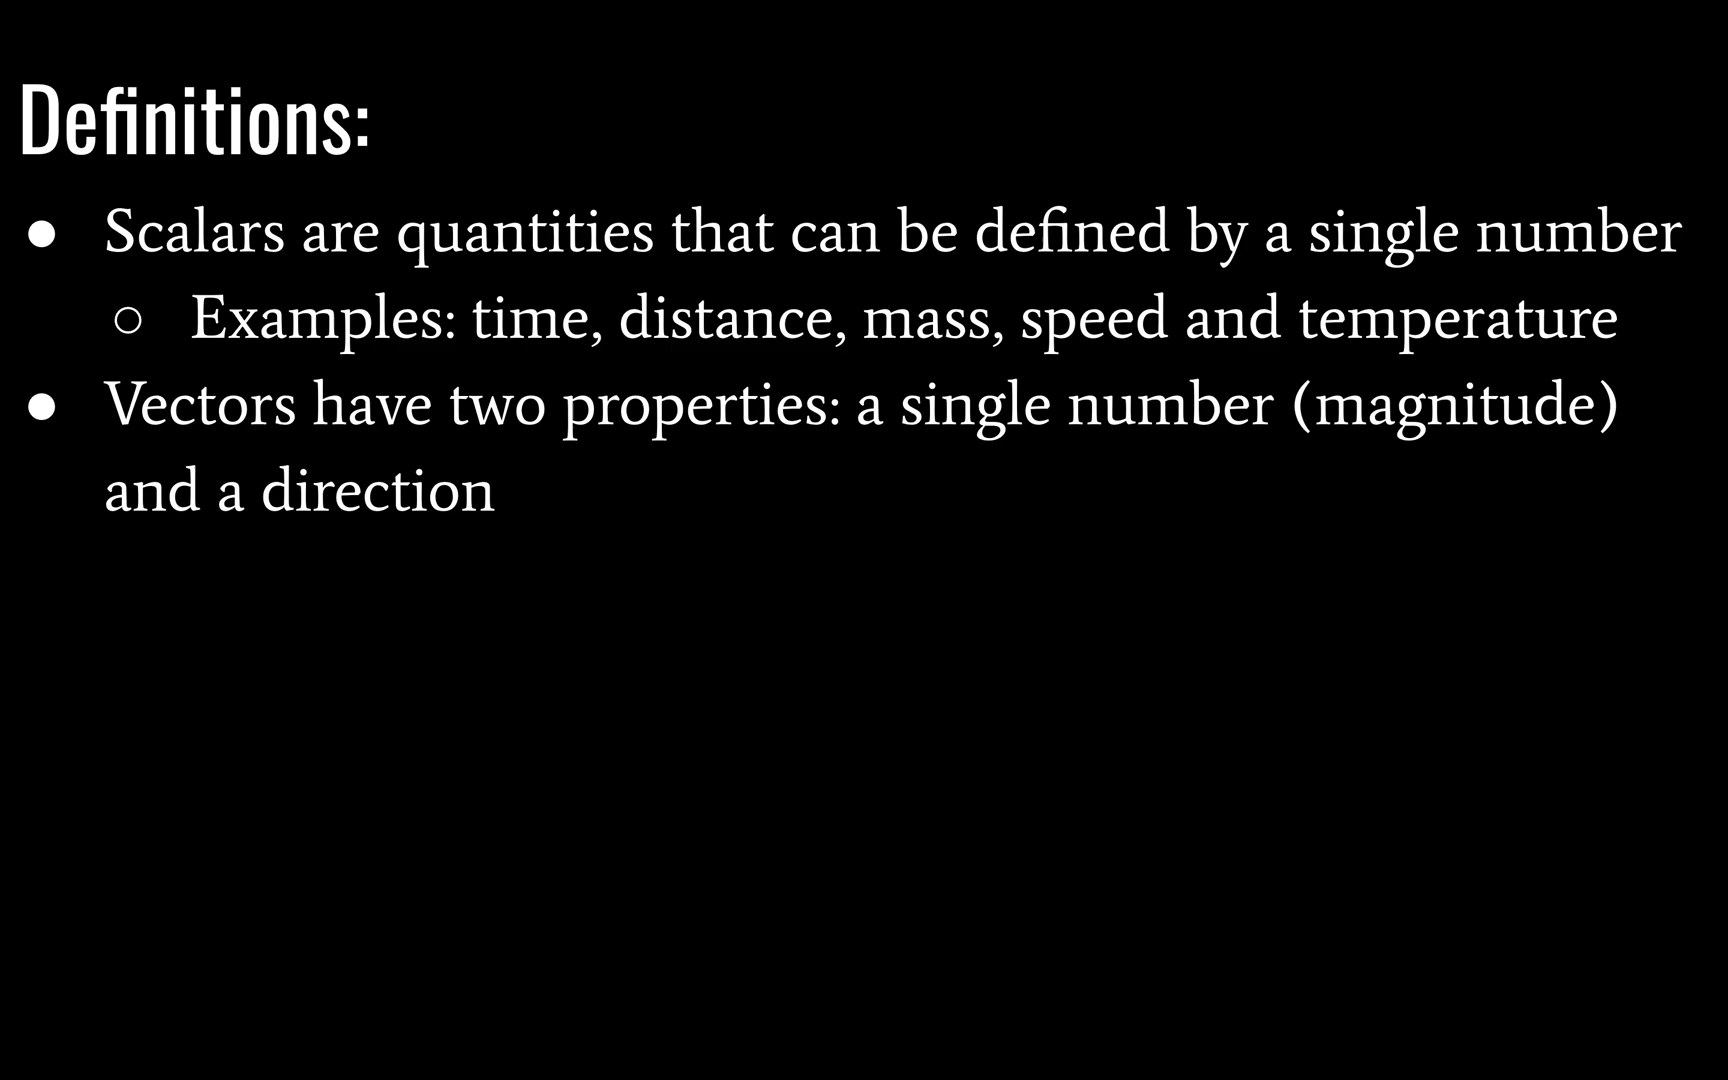 Definitions:
● Scalars are quantities that can be defined by a single number
○ Examples: time, distance, mass, speed and temperature
● Vectors have two properties: a single number (magnitude)
and a direction